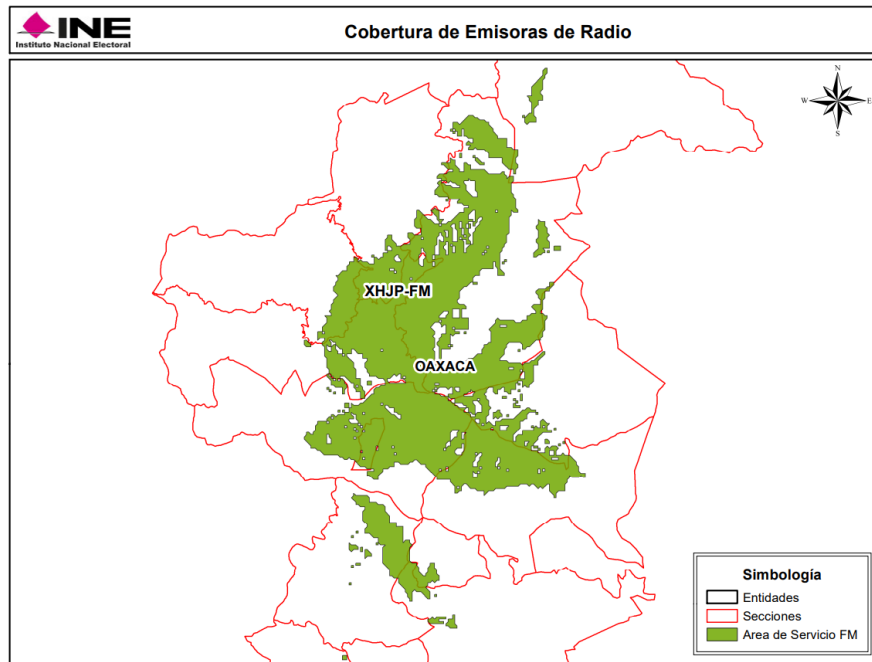 INE
Instituto Nacional Electoral
Cobertura de Emisoras de Radio
N
W E
S
XHJP-FM
OAXACA
Simbología
Entidades
Secciones
Area de Servicio FM